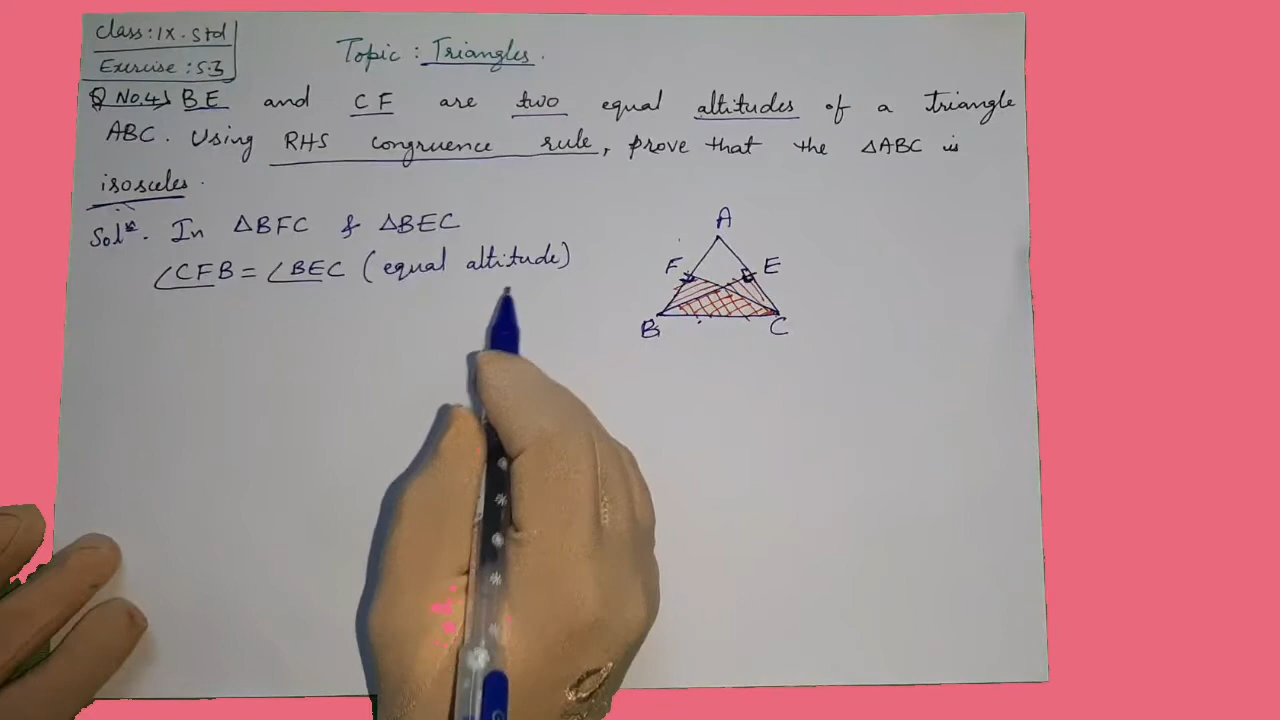 Class: IX. Std
Exercise: 5.3
Topic: Triangles.
Q No.4) BE and CF are two equal altitudes of a triangle
ABC. Using RHS congruence rule, prove that the ΔABC is
isosceles.
Solⁿ. In ΔBFC & ΔBEC
∠CFB = ∠BEC (equal altitude)
A
F E
B C